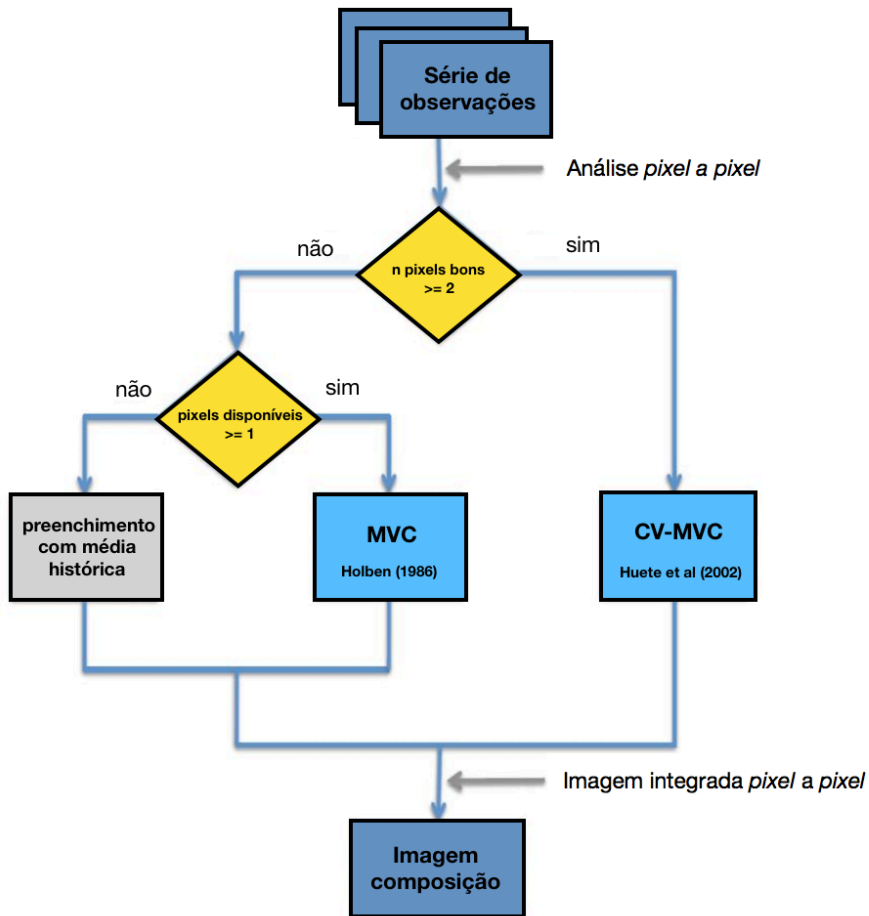 Série de
observações
Análise pixel a pixel
não
sim
n pixels bons
>= 2
não
sim
pixels disponíveis
>= 1
preenchimento
com média
histórica
MVC
Holben (1986)
CV-MVC
Huete et al (2002)
Imagem integrada pixel a pixel
Imagem
composição